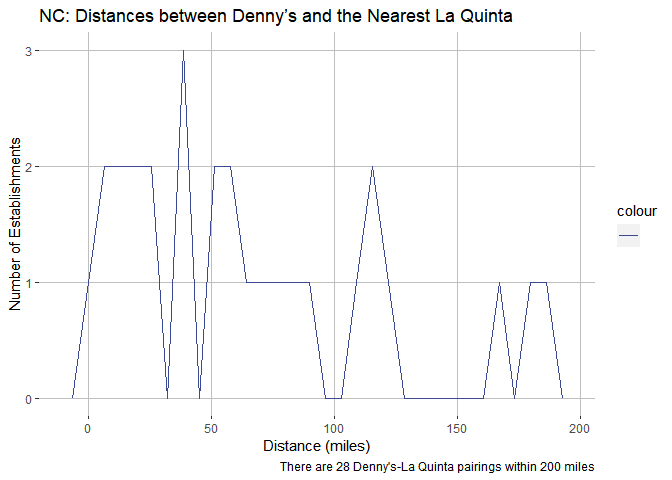 NC: Distances between Denny’s and the Nearest La Quinta
3
2
1
0
Number of Establishments
0 50 100 150 200
Distance (miles)
colour
There are 28 Denny's-La Quinta pairings within 200 miles